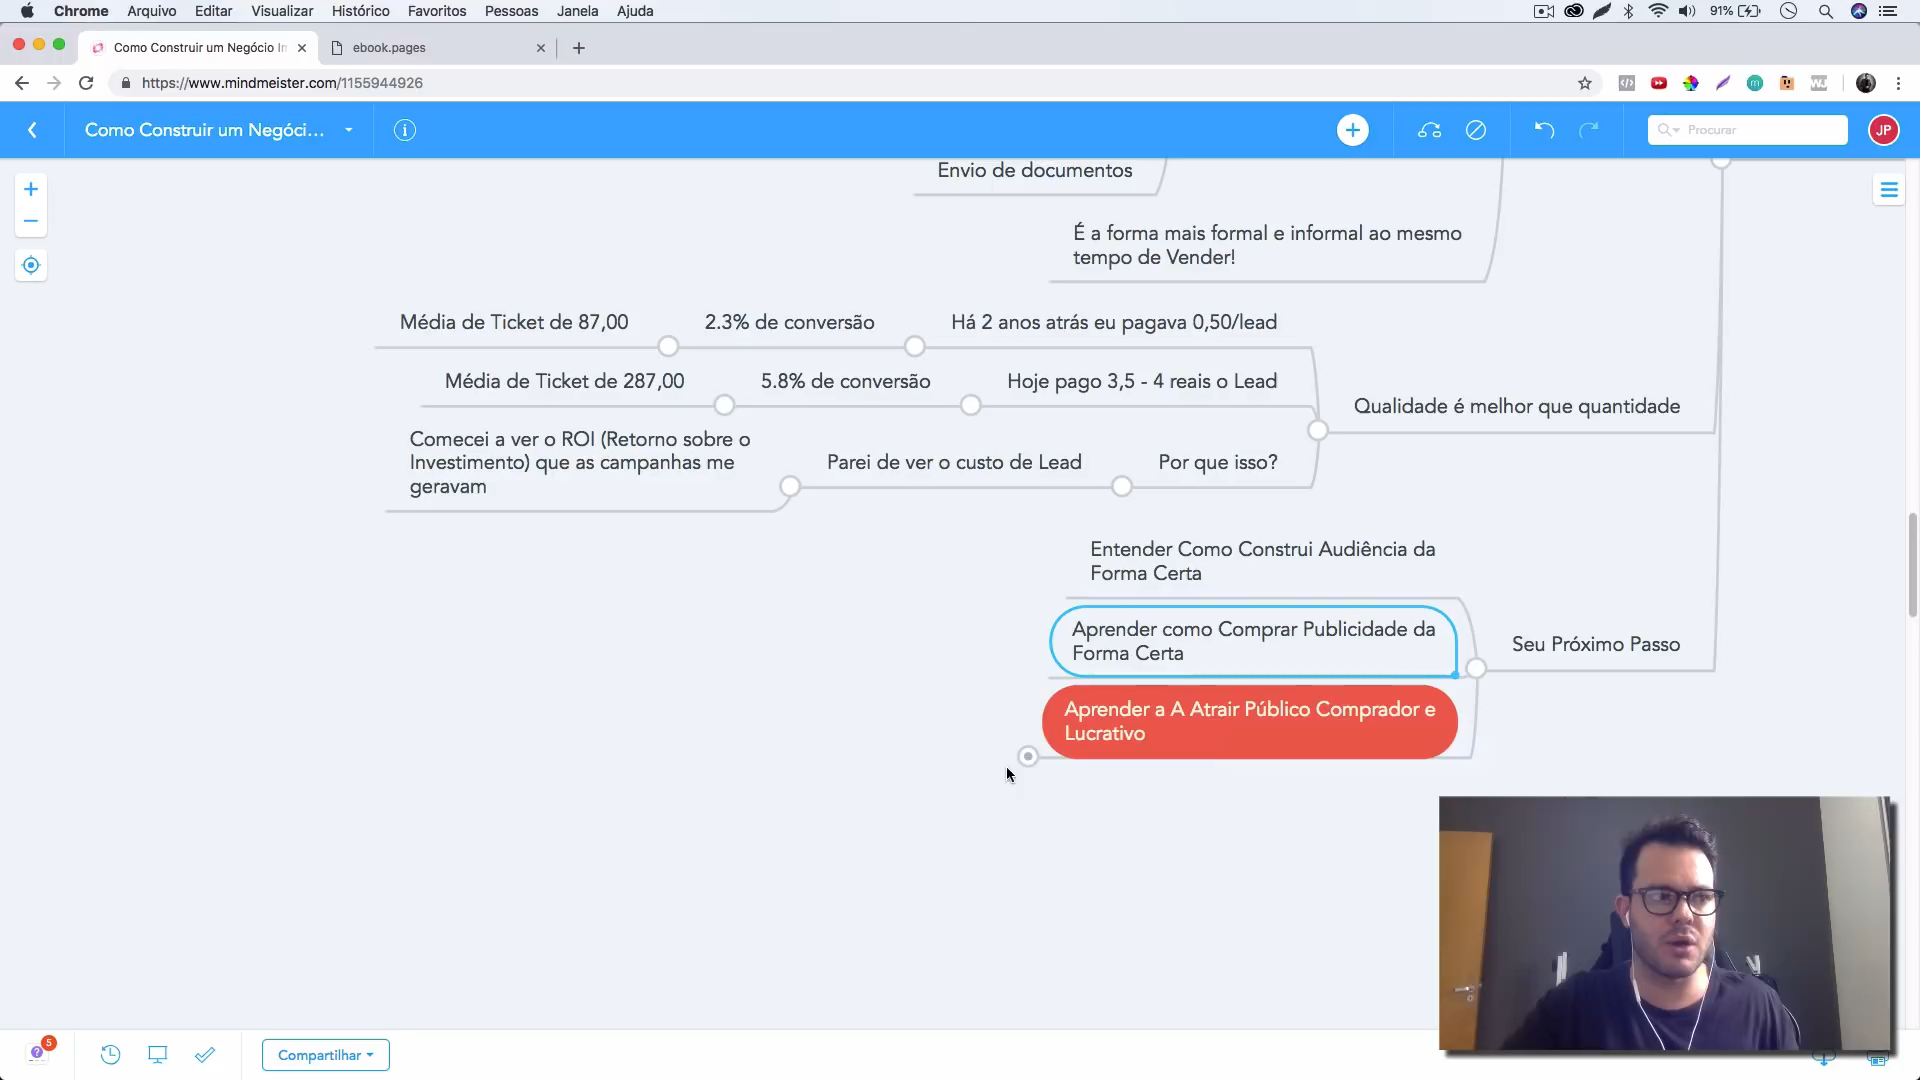 Chrome Arquivo Editar Visualizar Histórico Favoritos Pessoas Janela Ajuda
91%
Como Construir um Negócio
ebook.pages
https://www.mindmeister.com/1155944926
Como Construir um Negóci...
Procurar
JP
Envio de documentos
É a forma mais formal e informal ao mesmo
tempo de Vender!
Média de Ticket de 87,00
2.3% de conversão
Há 2 anos atrás eu pagava 0,50/lead
Média de Ticket de 287,00
5.8% de conversão
Hoje pago 3,5 - 4 reais o Lead
Qualidade é melhor que quantidade
Comecei a ver o ROI (Retorno sobre o
Investimento) que as campanhas me
geravam
Parei de ver o custo de Lead
Por que isso?
Entender Como Construi Audiência da
Forma Certa
Aprender como Comprar Publicidade da
Forma Certa
Seu Próximo Passo
Aprender a A Atrair Público Comprador e
Lucrativo
5
Compartilhar